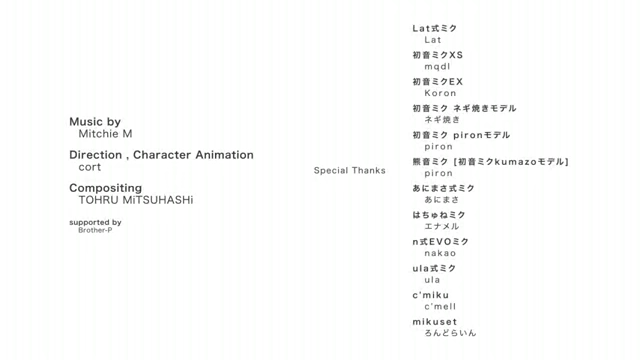 Music by
Mitchie M
Direction , Character Animation
cort
Compositing
TOHRU MiTSUHASHi
supported by
Brother-P
Special Thanks
Lat式ミク
Lat
初音ミクXS
mqdl
初音ミクEX
Koron
初音ミク ネギ焼きモデル
ネギ焼き
初音ミク pironモデル
piron
熊音ミク [初音ミクkumazoモデル]
piron
あにまさ式ミク
あにまさ
はちゅねミク
エナメル
n式EVOミク
nakao
ula式ミク
ula
c'miku
c'mell
mikuset
ろんどらいん